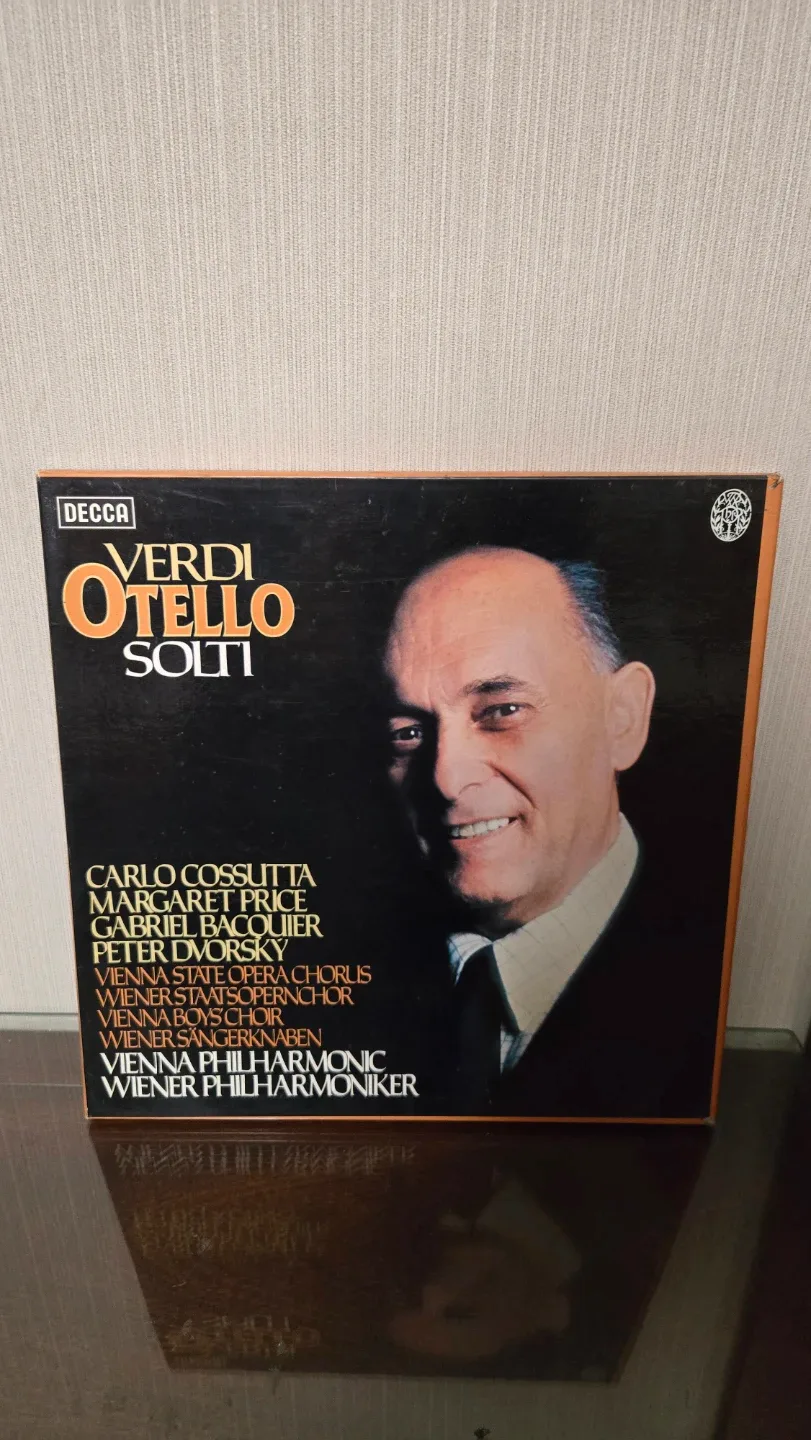 DECCA
VERDI
OTELLO
SOLTI
CARLO COSSUTTA
MARGARET PRICE
GABRIEL BACQUIER
PETER DVORSKÝ
VIENNA STATE OPERA CHORUS
WIENER STAATSOPERNCHOR
VIENNA BOYS' CHOIR
WIENER SÄNGERKNABEN
VIENNA PHILHARMONIC
WIENER PHILHARMONIKER